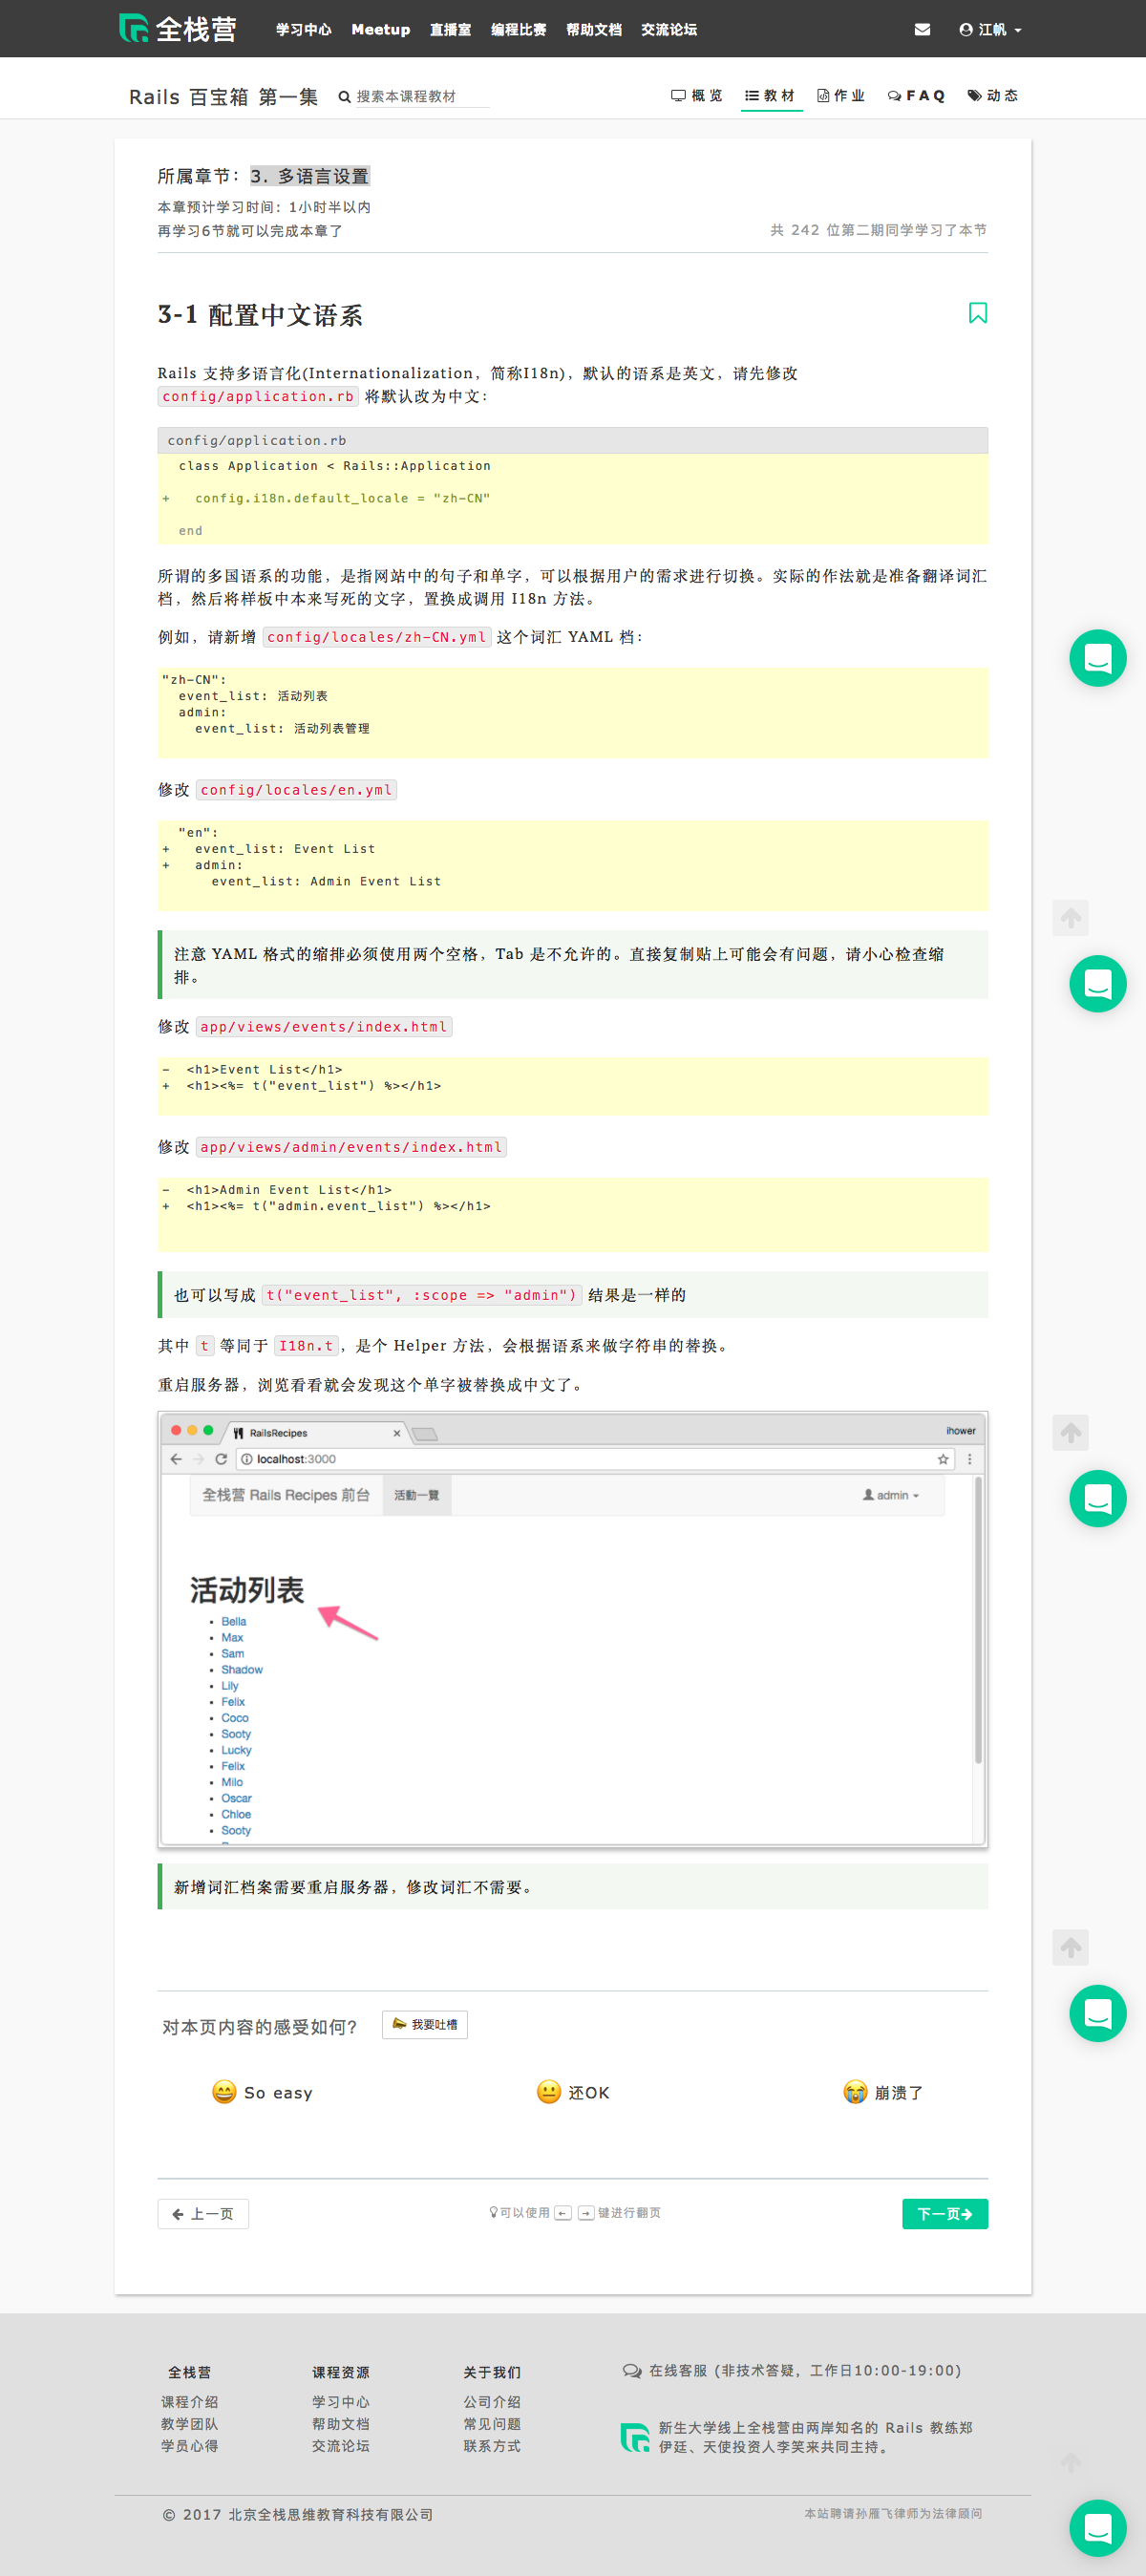 全栈营 学习中心 Meetup 直播室 编程比赛 帮助文档 交流论坛 江帆
Rails 百宝箱 第一集 搜索本课程教材 概览 教材 作业 FAQ 动态
所属章节：3. 多语言设置
本章预计学习时间：1小时半以内
再学习6节就可以完成本章了 共 242 位第二期同学学习了本节
3-1 配置中文语系
Rails 支持多语言化(Internationalization，简称I18n)，默认的语系是英文，请先修改
config/application.rb 将默认改为中文：
config/application.rb
class Application < Rails::Application
+ config.i18n.default_locale = "zh-CN"
end
所谓的多国语系的功能，是指网站中的句子和单字，可以根据用户的需求进行切换。实际的作法就是准备翻译词汇
档，然后将样板中本来写死的文字，置换成调用 I18n 方法。
例如，请新增 config/locales/zh-CN.yml 这个词汇 YAML 档：
"zh-CN":
event_list: 活动列表
admin:
event_list: 活动列表管理
修改 config/locales/en.yml
"en":
+ event_list: Event List
+ admin:
event_list: Admin Event List
注意 YAML 格式的缩排必须使用两个空格，Tab 是不允许的。直接复制贴上可能会有问题，请小心检查缩
排。
修改 app/views/events/index.html
- <h1>Event List</h1>
+ <h1><%= t("event_list") %></h1>
修改 app/views/admin/events/index.html
- <h1>Admin Event List</h1>
+ <h1><%= t("admin.event_list") %></h1>
也可以写成 t("event_list", :scope => "admin") 结果是一样的
其中 t 等同于 I18n.t，是个 Helper 方法，会根据语系来做字符串的替换。
重启服务器，浏览看看就会发现这个单字被替换成中文了。
RailsRecipes ihower
localhost:3000
全栈营 Rails Recipes 前台 活動一覽 admin
活动列表
Bella
Max
Sam
Shadow
Lily
Felix
Coco
Sooty
Lucky
Felix
Milo
Oscar
Chloe
Sooty
新增词汇档案需要重启服务器，修改词汇不需要。
对本页内容的感受如何？ 我要吐槽
So easy 还OK 崩溃了
上一页 可以使用 ← → 键进行翻页 下一页
全栈营 课程资源 关于我们 在线客服 (非技术答疑，工作日10:00-19:00)
课程介绍 学习中心 公司介绍
教学团队 帮助文档 常见问题 新生大学线上全栈营由两岸知名的 Rails 教练郑
学员心得 交流论坛 联系方式 伊廷、天使投资人李笑来共同主持。
© 2017 北京全栈思维教育科技有限公司 本站聘请孙雁飞律师为法律顾问